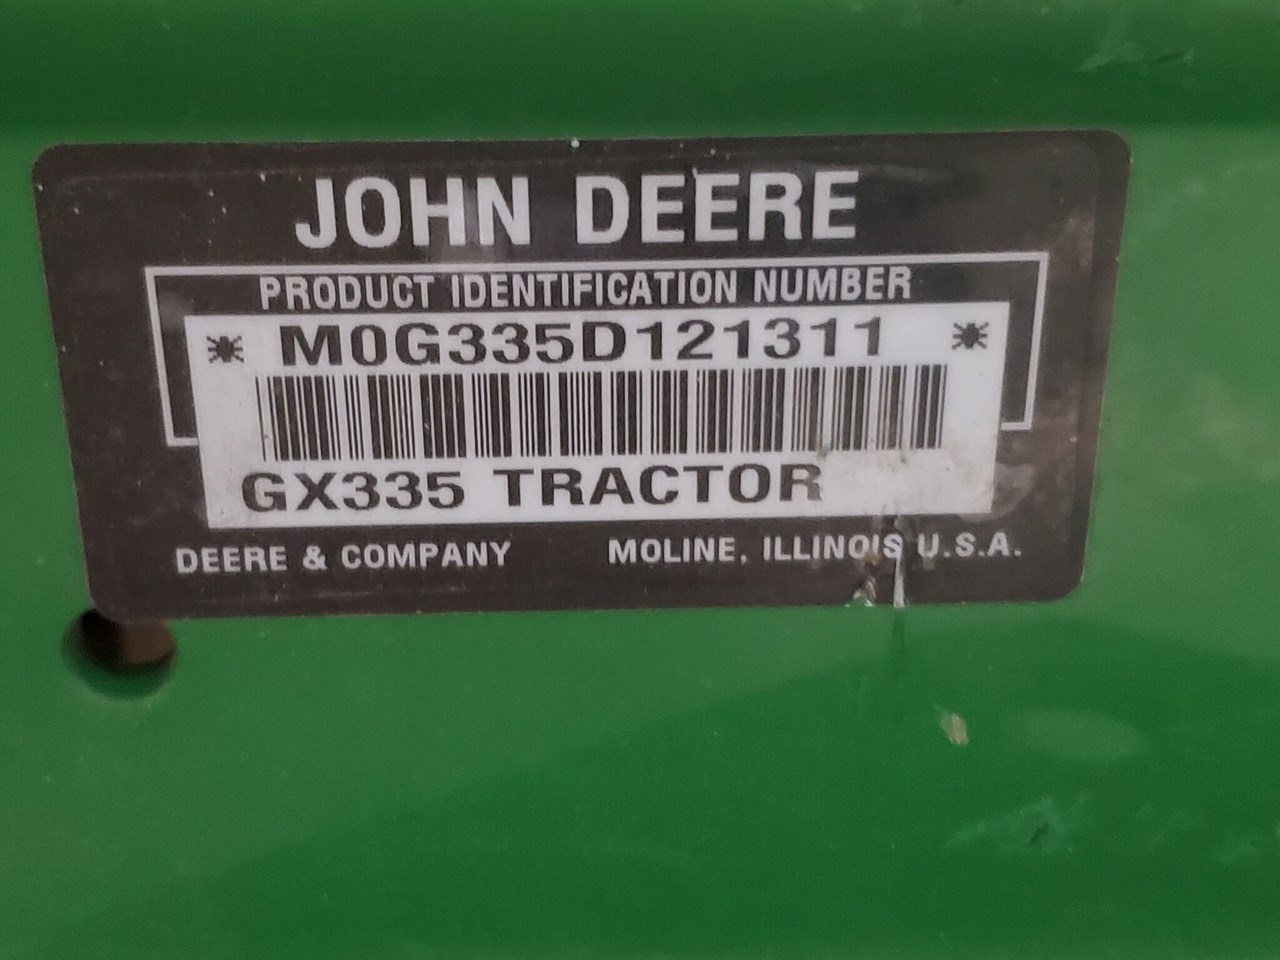 JOHN DEERE
PRODUCT IDENTIFICATION NUMBER
* M0G335D121311 *
GX335 TRACTOR
DEERE & COMPANY MOLINE, ILLINOIS U.S.A.